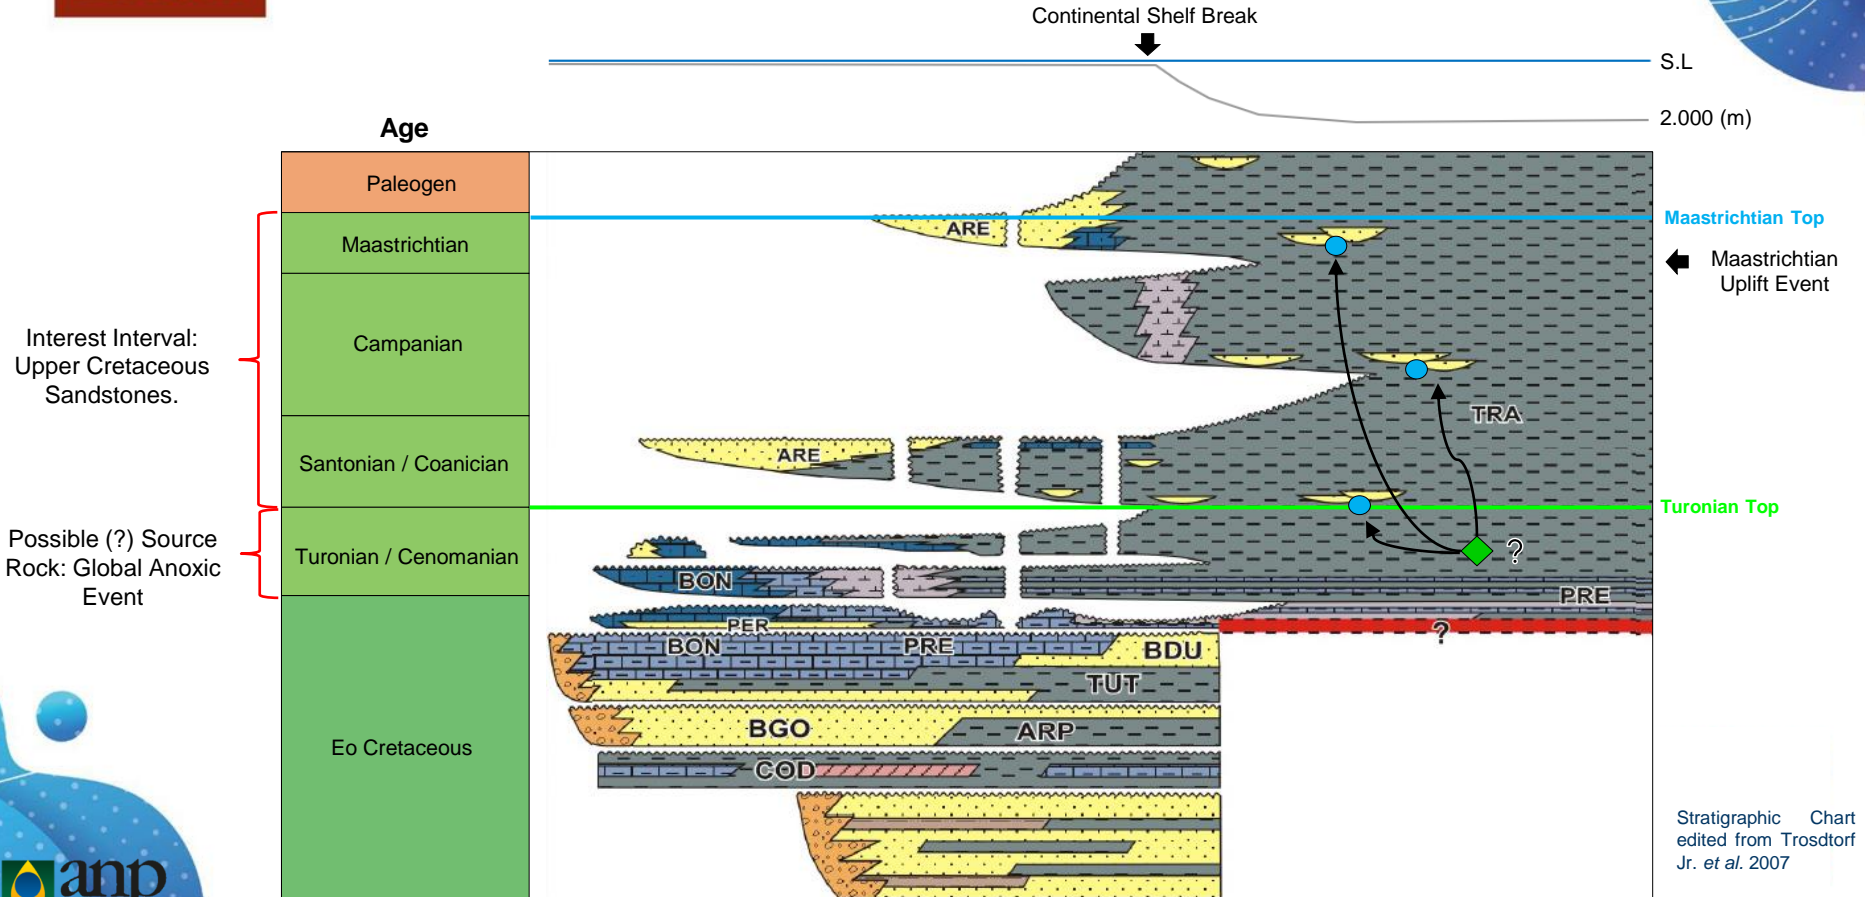 Continental Shelf Break
S.L
2.000 (m)
Age
Paleogen
Maastrichtian
Campanian
Santonian / Coanician
Turonian / Cenomanian
Eo Cretaceous
Interest Interval:
Upper Cretaceous
Sandstones.
Possible (?) Source
Rock: Global Anoxic
Event
ARE
ARE
TRA
?
BON
PRE
PER
?
BON
PRE
BDU
TUT
BGO
ARP
COD
Maastrichtian Top
Maastrichtian
Uplift Event
Turonian Top
Stratigraphic Chart
edited from Trosdtorf
Jr. et al. 2007
anp